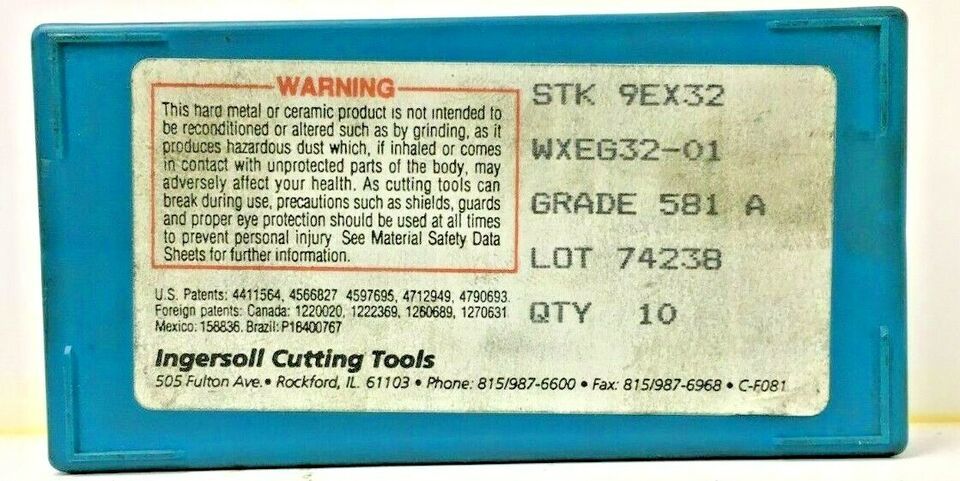 WARNING
This hard metal or ceramic product is not intended to
be reconditioned or altered such as by grinding, as it
produces hazardous dust which, if inhaled or comes
in contact with unprotected parts of the body, may
adversely affect your health. As cutting tools can
break during use, precautions such as shields, guards
and proper eye protection should be used at all times
to prevent personal injury See Material Safety Data
Sheets for further information.
U.S. Patents: 4411564, 4566827 4597695, 4712949, 4790693
Foreign patents: Canada: 1220020, 1222369, 1260689, 1270631
Mexico: 156836. Brazil: P18400767
Ingersoll Cutting Tools
505 Fulton Ave. • Rockford, IL. 61103 • Phone: 815/987-6600 • Fax: 815/987-6968 • C-F081
STK 9EX32
WXEG32-01
GRADE 581 A
LOT 74238
QTY 10